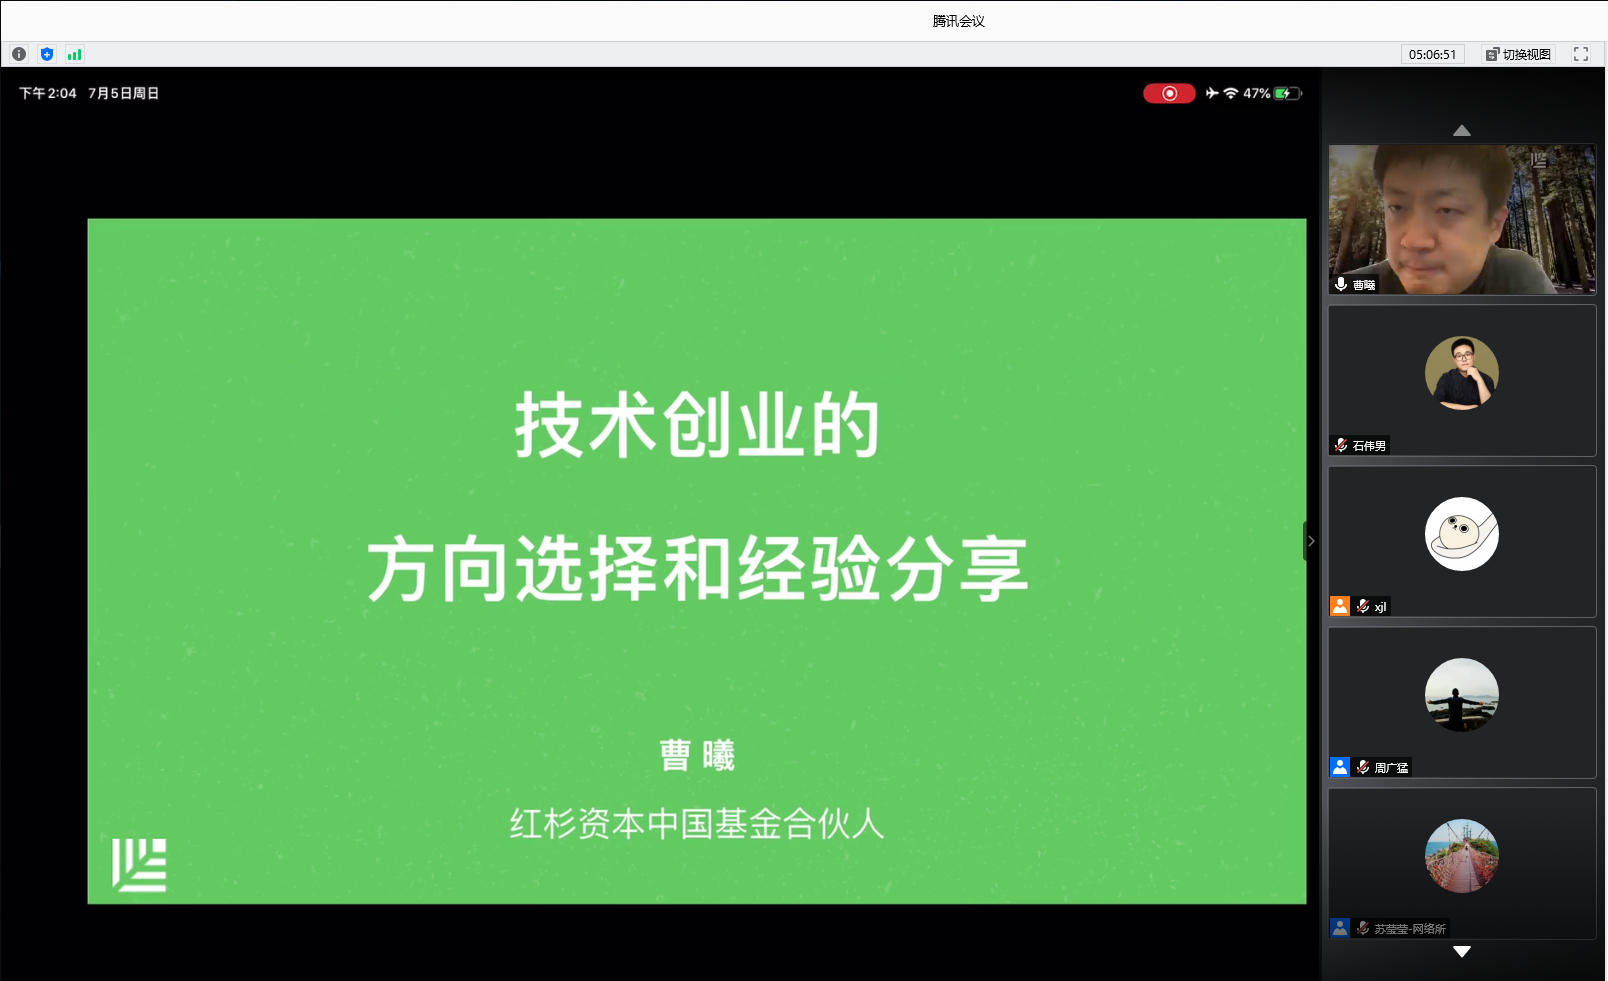 腾讯会议
05:06:51 切换视图
下午2:04 7月5日周日 47%
技术创业的
方向选择和经验分享
曹 曦
红杉资本中国基金合伙人
曹曦
石伟男
xjl
周广猛
苏莹莹-网络所